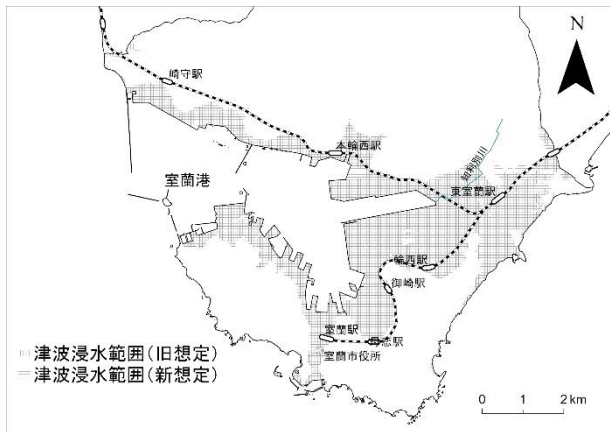 N
崎守駅
本輪西駅
知利別川
室蘭港
東室蘭駅
輪西駅
御崎駅
室蘭駅
母恋駅
室蘭市役所
津波浸水範囲(旧想定)
津波浸水範囲(新想定)
0 1 2 km